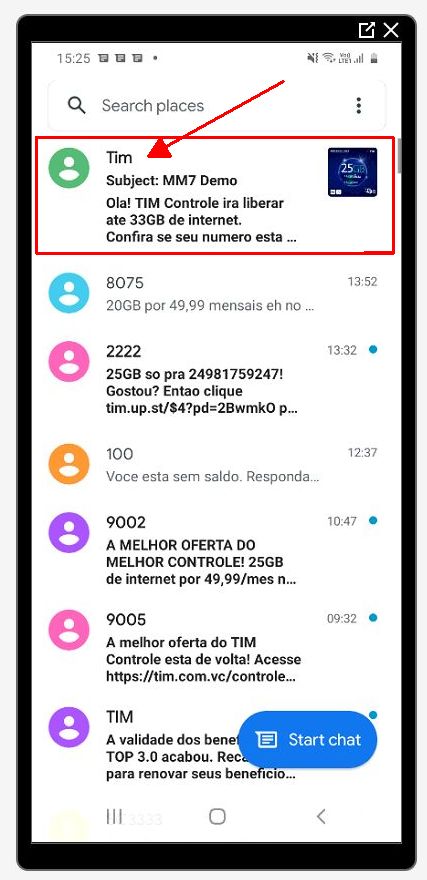 15:25
Search places
Tim
Subject: MM7 Demo
Ola! TIM Controle ira liberar
ate 33GB de internet.
Confira se seu numero esta ...
25GB
8075
13:52
20GB por 49,99 mensais eh no ...
2222
13:32
25GB so pra 24981759247!
Gostou? Entao clique
tim.up.st/$4?pd=2BwmkO p...
100
12:37
Voce esta sem saldo. Responda...
9002
10:47
A MELHOR OFERTA DO
MELHOR CONTROLE! 25GB
de internet por 49,99/mes n...
9005
09:32
A melhor oferta do TIM
Controle esta de volta! Acesse
https://tim.com.vc/controle...
TIM
A validade dos benef
TOP 3.0 acabou. Reca
para renovar seus beneficio...
Start chat
3333